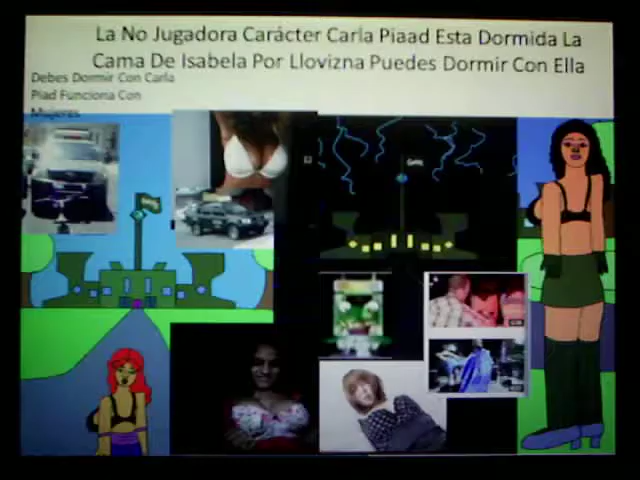 La No Jugadora Carácter Carla Piaad Esta Dormida La
Cama De Isabela Por Llovizna Puedes Dormir Con Ella
Debes Dormir Con Carla
Piad Funciona Con
Mujeres